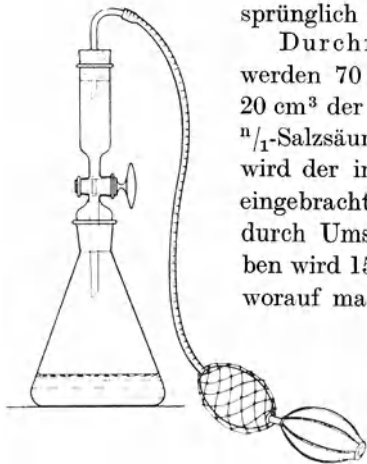 sprünglich
Durch
werden 70
20 cm³ der
n/1-Salzsäu
wird der in
eingebracht
durch Ums
ben wird 15
worauf ma